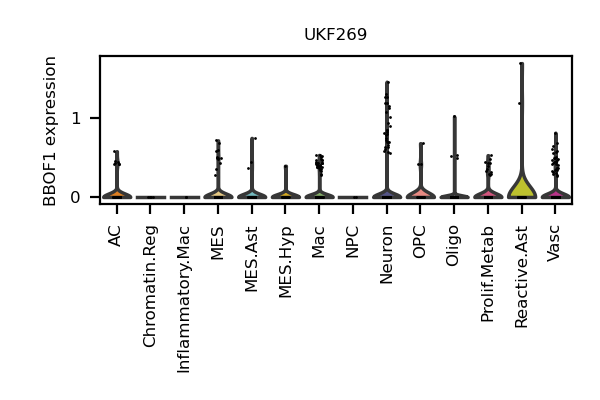 UKF269
BBOF1 expression
1
0
AC
Chromatin.Reg
Inflammatory.Mac
MES
MES.Ast
MES.Hyp
Mac
NPC
Neuron
OPC
Oligo
Prolif.Metab
Reactive.Ast
Vasc